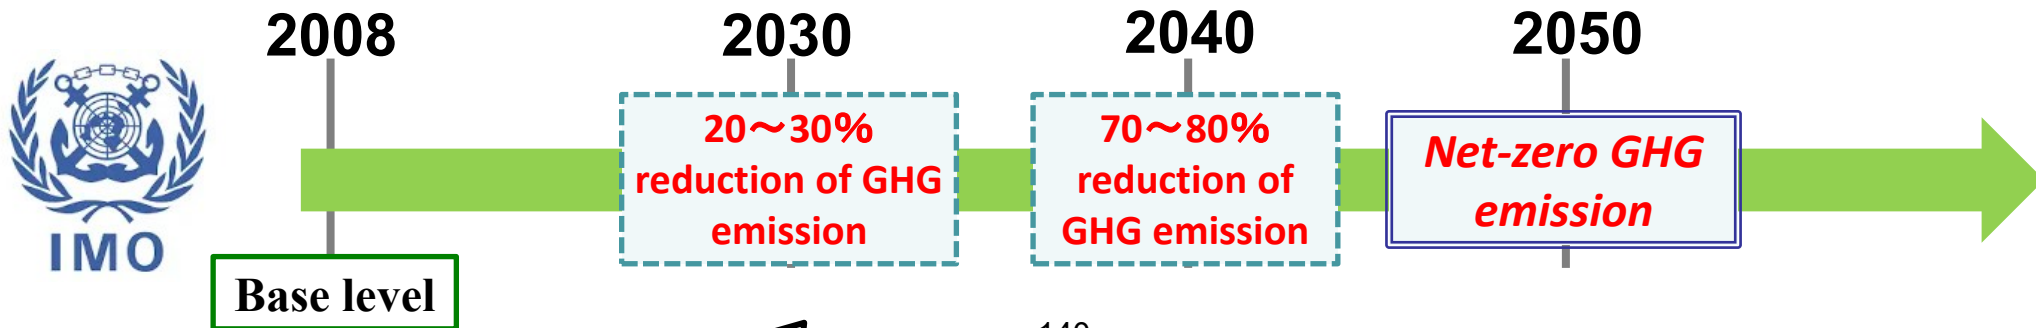 2008
2030
2040
2050
20～30%
reduction of GHG
emission
70～80%
reduction of
GHG emission
Net-zero GHG
emission
IMO
Base level